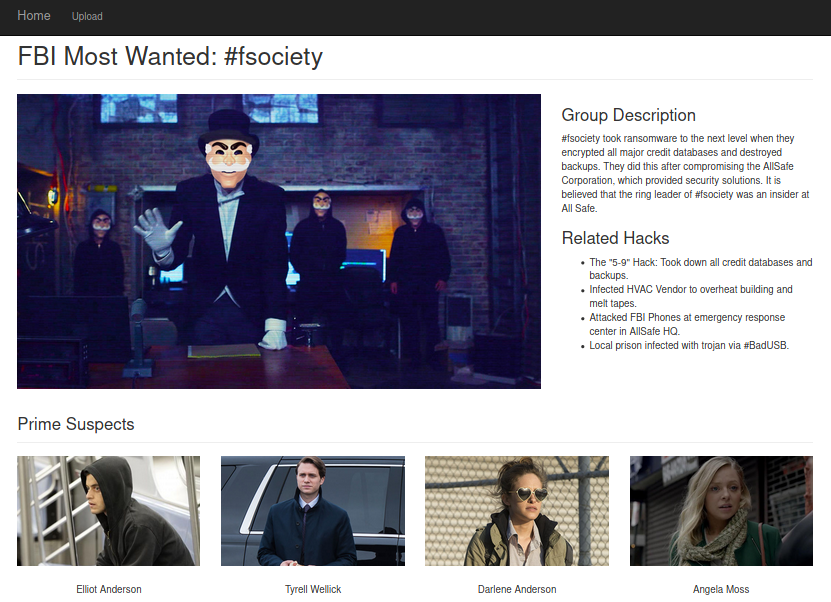 Home Upload
FBI Most Wanted: #fsociety
Group Description
#fsociety took ransomware to the next level when they
encrypted all major credit databases and destroyed
backups. They did this after compromising the AllSafe
Corporation, which provided security solutions. It is
believed that the ring leader of #fsociety was an insider at
All Safe.
Related Hacks
• The "5-9" Hack: Took down all credit databases and
backups.
• Infected HVAC Vendor to overheat building and
melt tapes.
• Attacked FBI Phones at emergency response
center in AllSafe HQ.
• Local prison infected with trojan via #BadUSB.
Prime Suspects
Elliot Anderson
Tyrell Wellick
Darlene Anderson
Angela Moss